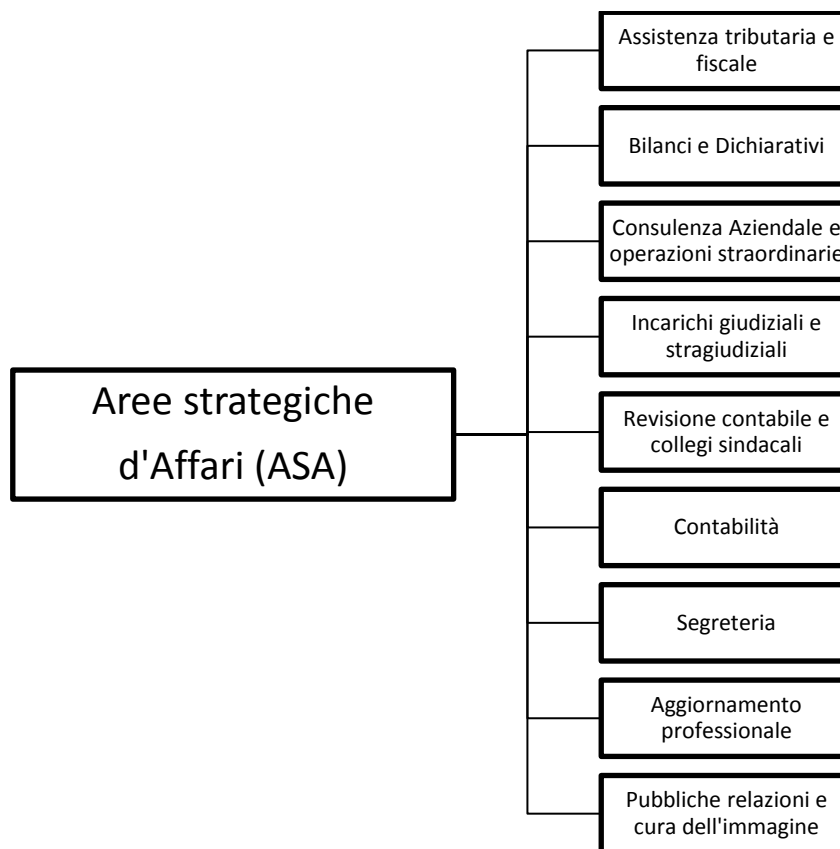 Assistenza tributaria e
fiscale
Bilanci e Dichiarativi
Consulenza Aziendale e
operazioni straordinarie
Incarichi giudiziali e
stragiudiziali
Aree strategiche
d'Affari (ASA)
Revisione contabile e
collegi sindacali
Contabilità
Segreteria
Aggiornamento
professionale
Pubbliche relazioni e
cura dell'immagine